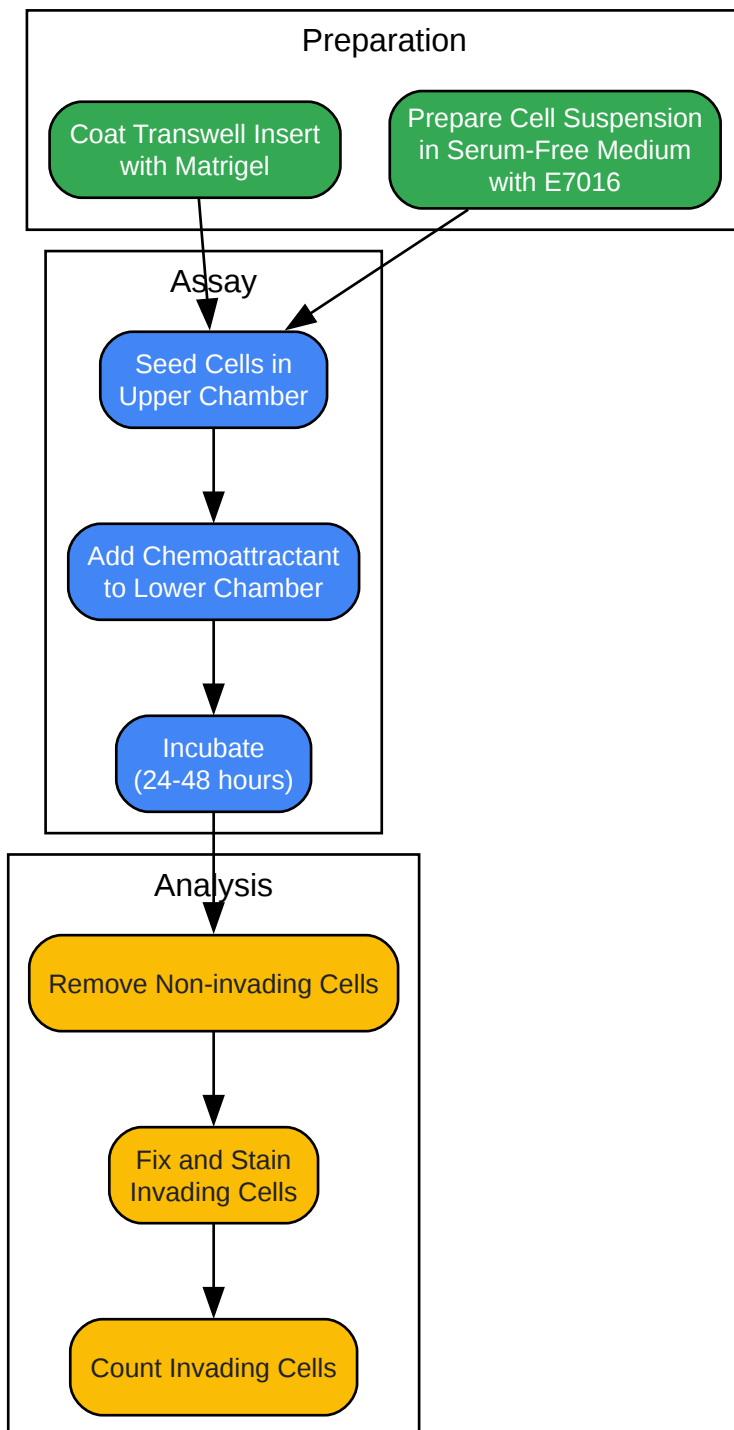 Preparation
Coat Transwell Insert
with Matrigel
Prepare Cell Suspension
in Serum-Free Medium
with E7016
Assay
Seed Cells in
Upper Chamber
Add Chemoattractant
to Lower Chamber
Incubate
(24-48 hours)
Analysis
Remove Non-invading Cells
Fix and Stain
Invading Cells
Count Invading Cells